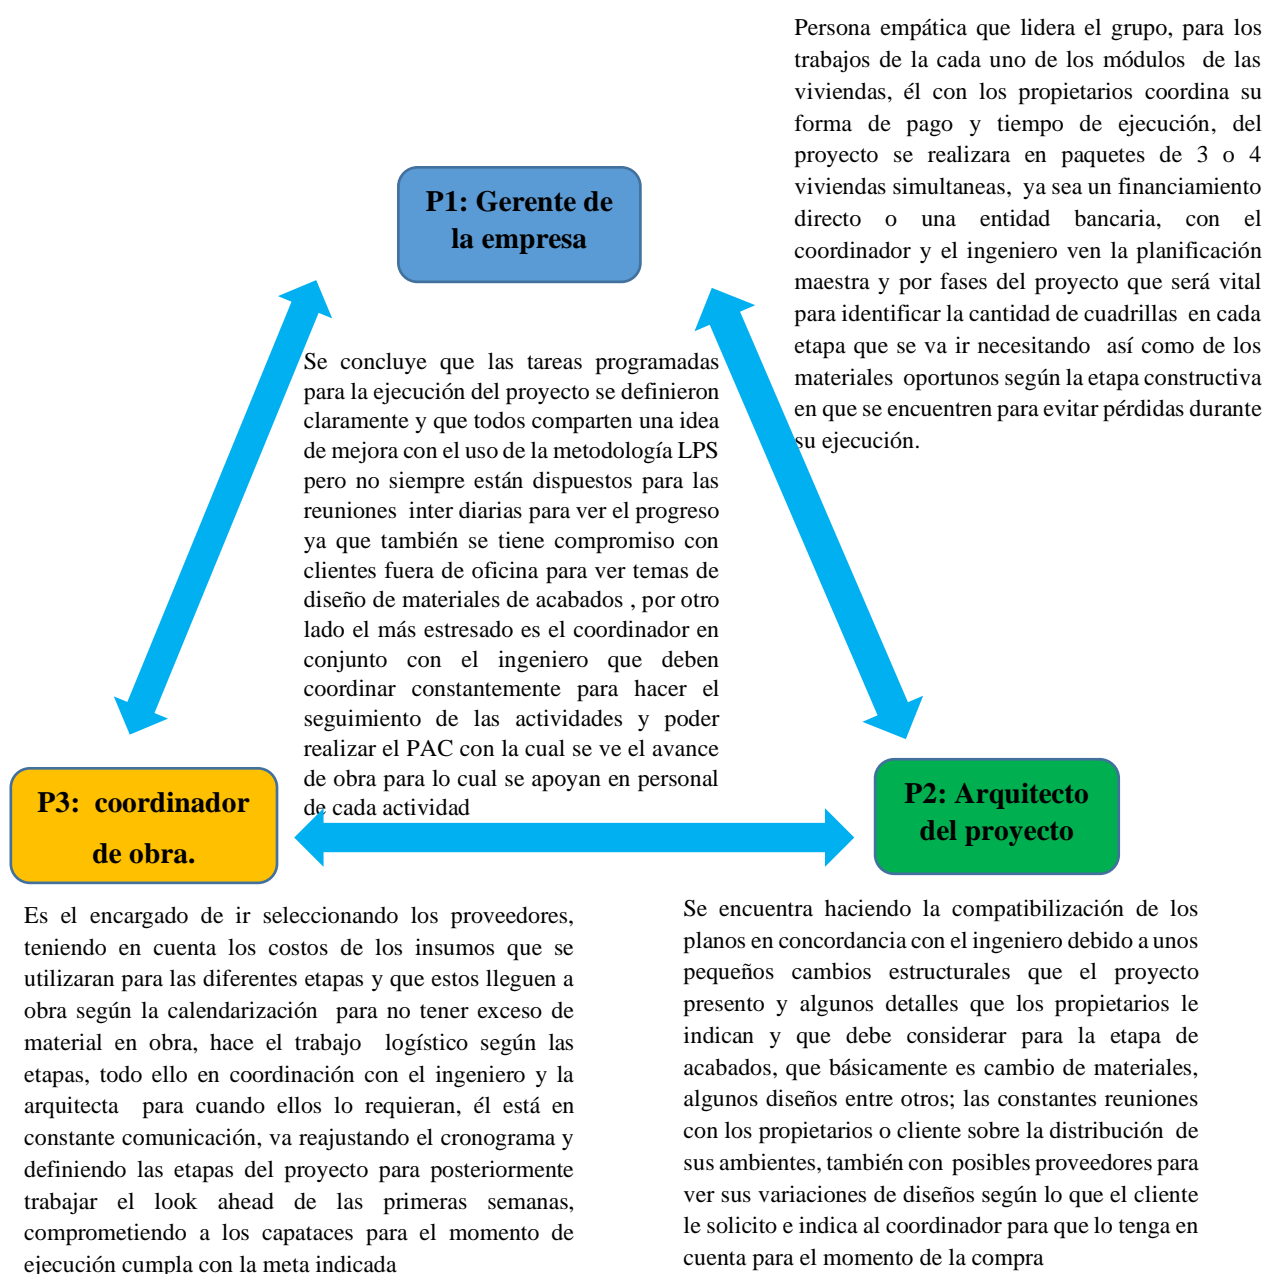 Persona empática que lidera el grupo, para los
trabajos de la cada uno de los módulos de las
viviendas, él con los propietarios coordina su
forma de pago y tiempo de ejecución, del
proyecto se realizara en paquetes de 3 o 4
viviendas simultaneas, ya sea un financiamiento
directo o una entidad bancaria, con el
coordinador y el ingeniero ven la planificación
maestra y por fases del proyecto que será vital
para identificar la cantidad de cuadrillas en cada
etapa que se va ir necesitando así como de los
materiales oportunos según la etapa constructiva
en que se encuentren para evitar pérdidas durante
su ejecución.
P1: Gerente de
la empresa
Se concluye que las tareas programadas
para la ejecución del proyecto se definieron
claramente y que todos comparten una idea
de mejora con el uso de la metodología LPS
pero no siempre están dispuestos para las
reuniones inter diarias para ver el progreso
ya que también se tiene compromiso con
clientes fuera de oficina para ver temas de
diseño de materiales de acabados , por otro
lado el más estresado es el coordinador en
conjunto con el ingeniero que deben
coordinar constantemente para hacer el
seguimiento de las actividades y poder
realizar el PAC con la cual se ve el avance
de obra para lo cual se apoyan en personal
de cada actividad
P3: coordinador
de obra.
P2: Arquitecto
del proyecto
Es el encargado de ir seleccionando los proveedores,
teniendo en cuenta los costos de los insumos que se
utilizaran para las diferentes etapas y que estos lleguen a
obra según la calendarización para no tener exceso de
material en obra, hace el trabajo logístico según las
etapas, todo ello en coordinación con el ingeniero y la
arquitecta para cuando ellos lo requieran, él está en
constante comunicación, va reajustando el cronograma y
definiendo las etapas del proyecto para posteriormente
trabajar el look ahead de las primeras semanas,
comprometiendo a los capataces para el momento de
ejecución cumpla con la meta indicada
Se encuentra haciendo la compatibilización de los
planos en concordancia con el ingeniero debido a unos
pequeños cambios estructurales que el proyecto
presento y algunos detalles que los propietarios le
indican y que debe considerar para la etapa de
acabados, que básicamente es cambio de materiales,
algunos diseños entre otros; las constantes reuniones
con los propietarios o cliente sobre la distribución de
sus ambientes, también con posibles proveedores para
ver sus variaciones de diseños según lo que el cliente
le solicito e indica al coordinador para que lo tenga en
cuenta para el momento de la compra